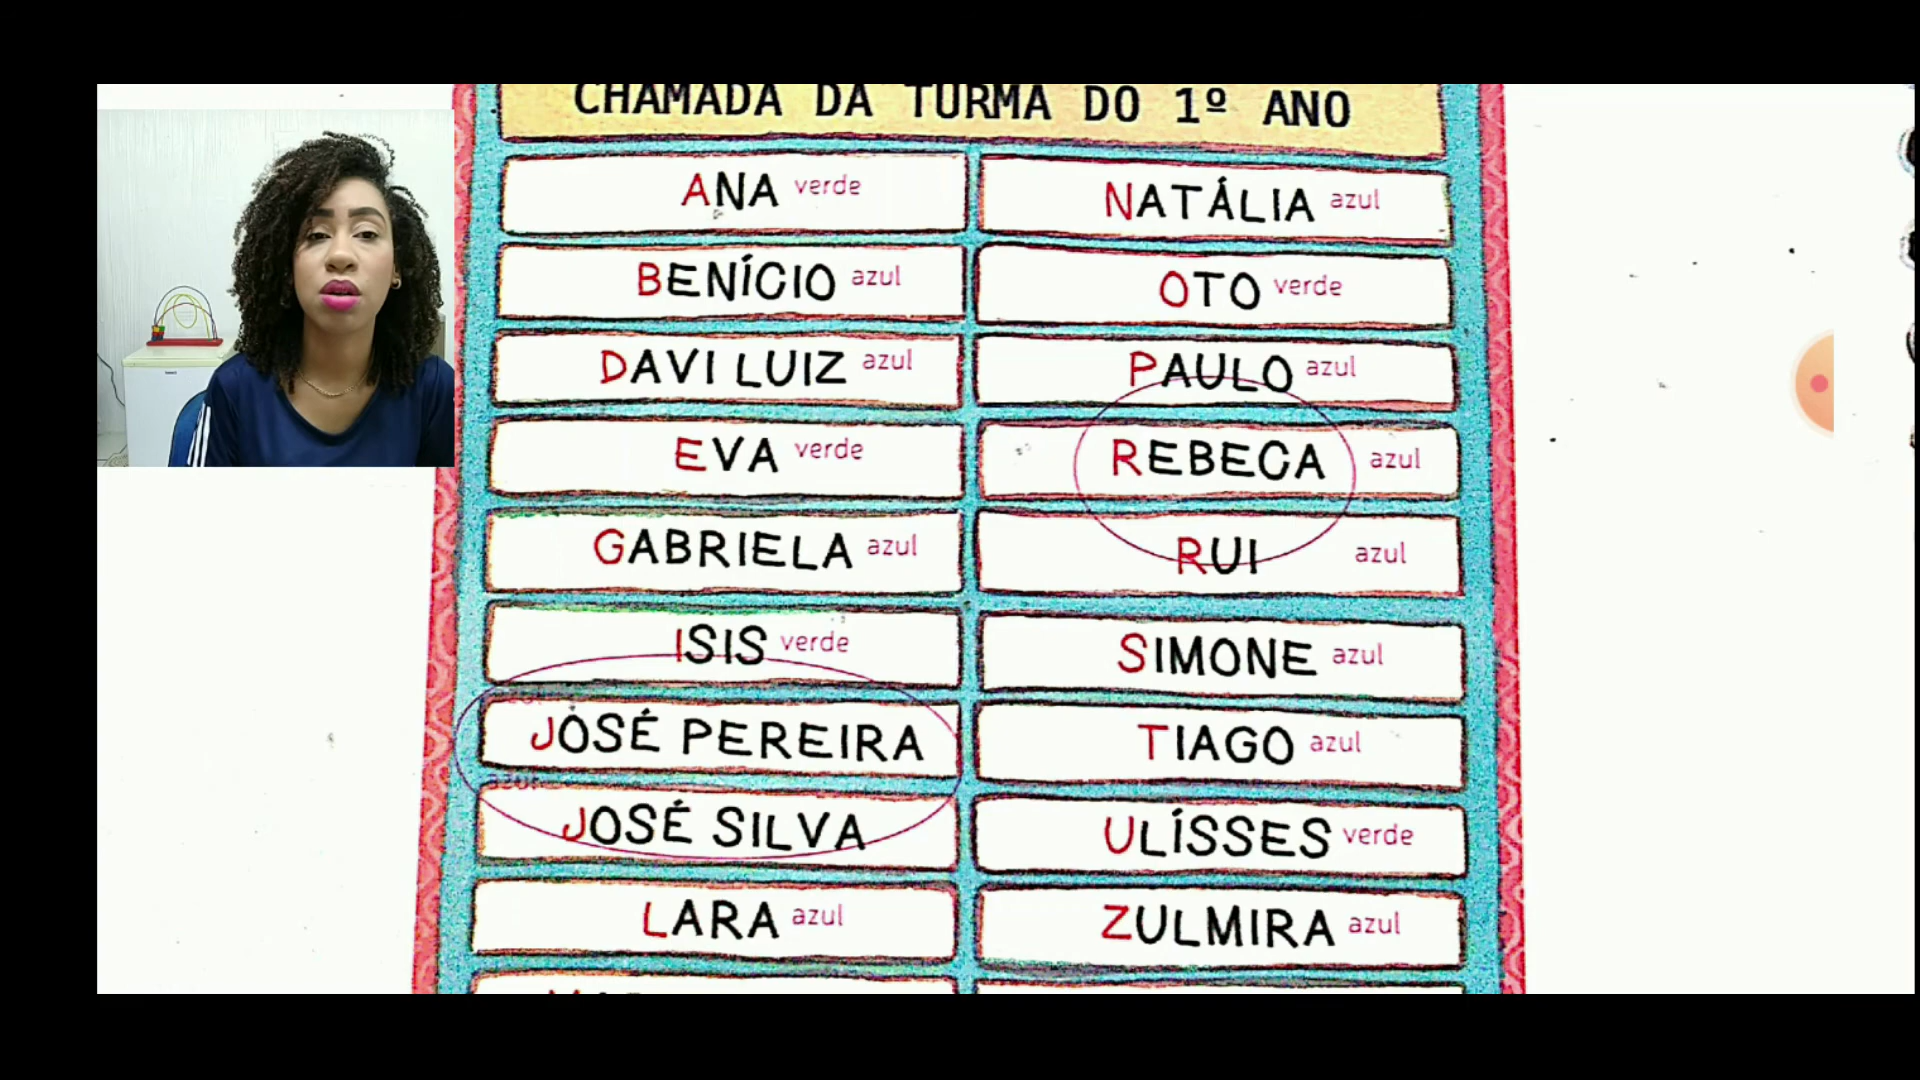 CHAMADA DA TURMA DO 1º ANO
ANA verde
NATÁLIA azul
BENÍCIO azul
OTO verde
DAVI LUIZ azul
PAULO azul
EVA verde
REBECA azul
GABRIELA azul
RUI azul
ISIS verde
SIMONE azul
azul
JOSÉ PEREIRA
TIAGO azul
azul
JOSÉ SILVA
ULÍSSES verde
LARA azul
ZULMIRA azul